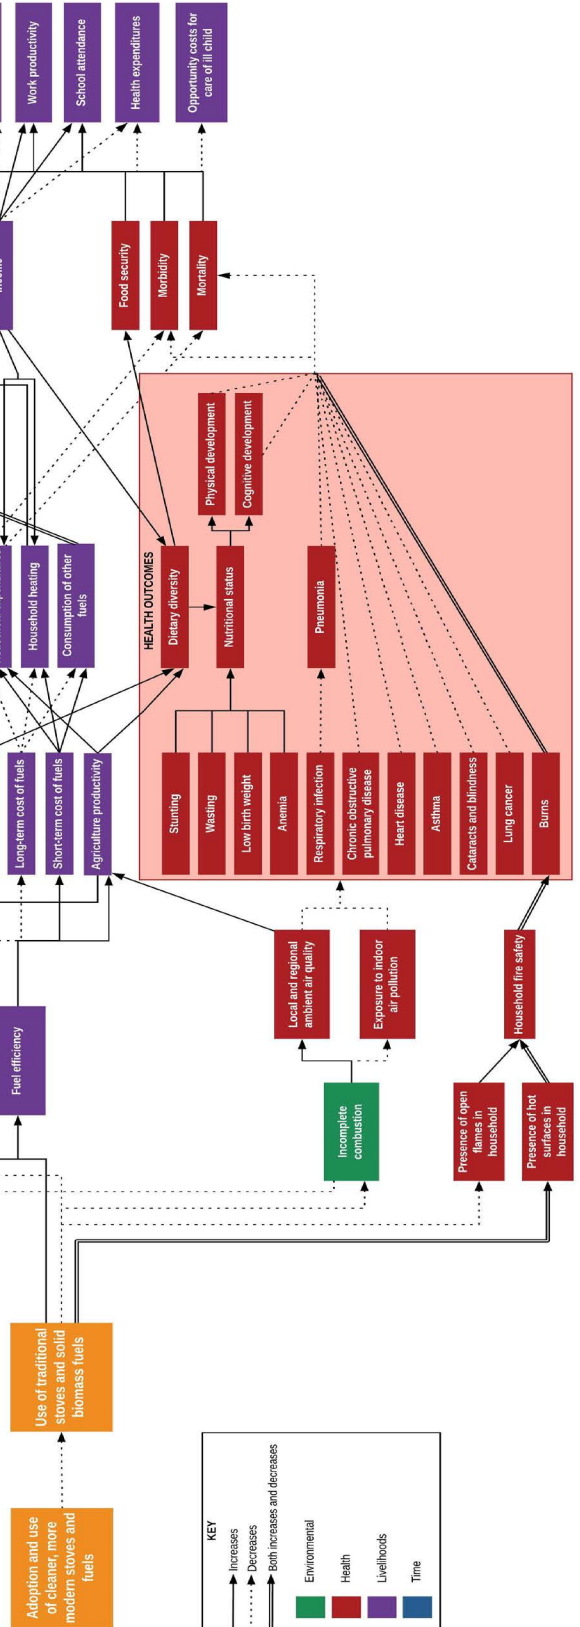 Work productivity
School attendance
Health expenditures
Opportunity costs for
care of ill child
Food security
Morbidity
Mortality
Household heating
Consumption of other
fuels
HEALTH OUTCOMES
Dietary diversity
Nutritional status
Physical development
Cognitive development
Pneumonia
Long-term cost of fuels
Short-term cost of fuels
Agriculture productivity
Stunting
Wasting
Low birth weight
Anemia
Respiratory infection
Chronic obstructive
pulmonary disease
Heart disease
Asthma
Cataracts and blindness
Lung cancer
Burns
Fuel efficiency
Local and regional
ambient air quality
Exposure to indoor
air pollution
Household fire safety
Incomplete
combustion
Presence of open
flames in
household
Presence of hot
surfaces in
household
Use of traditional
stoves and solid
biomass fuels
Adoption and use
of cleaner, more
modern stoves and
fuels
KEY
Increases
Decreases
Both increases and decreases
Environmental
Health
Livelihoods
Time